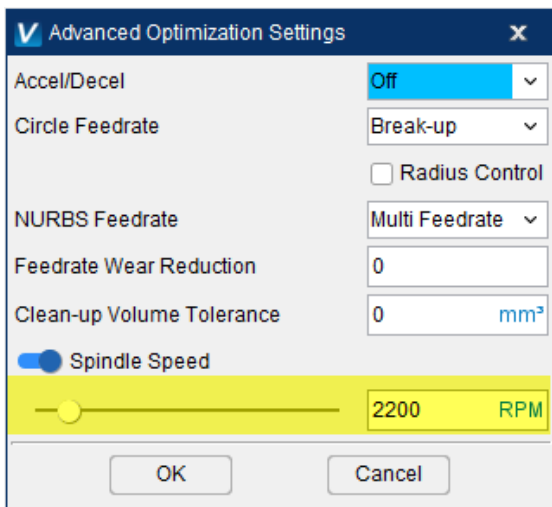 Advanced Optimization Settings
Accel/Decel Off
Circle Feedrate Break-up
Radius Control
NURBS Feedrate Multi Feedrate
Feedrate Wear Reduction 0
Clean-up Volume Tolerance 0 mm³
Spindle Speed
2200 RPM
OK Cancel